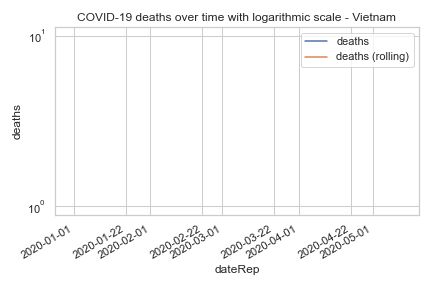 COVID-19 deaths over time with logarithmic scale - Vietnam
10¹
deaths
deaths (rolling)
deaths
10⁰
2020-01-01
2020-01-22
2020-02-01
2020-02-22
2020-03-01
2020-03-22
2020-04-01
2020-04-22
2020-05-01
dateRep